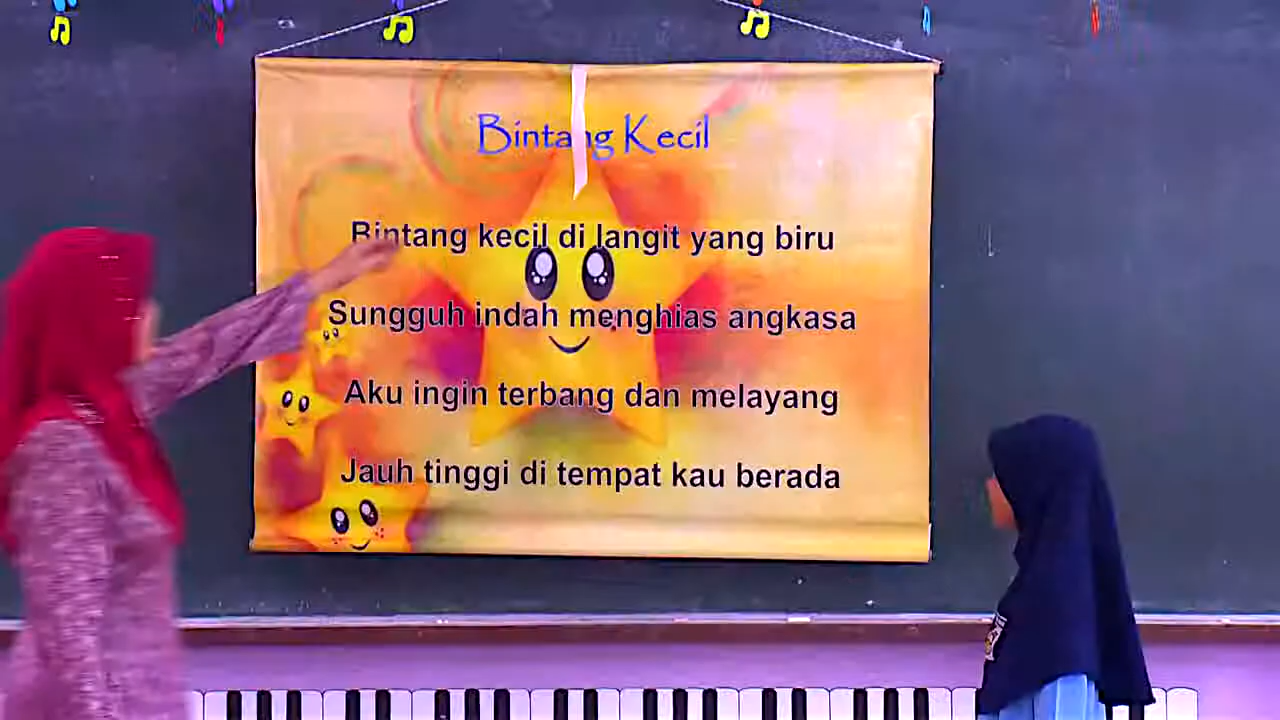 Bintang Kecil
Bintang kecil di langit yang biru
Sungguh indah menghias angkasa
Aku ingin terbang dan melayang
Jauh tinggi di tempat kau berada